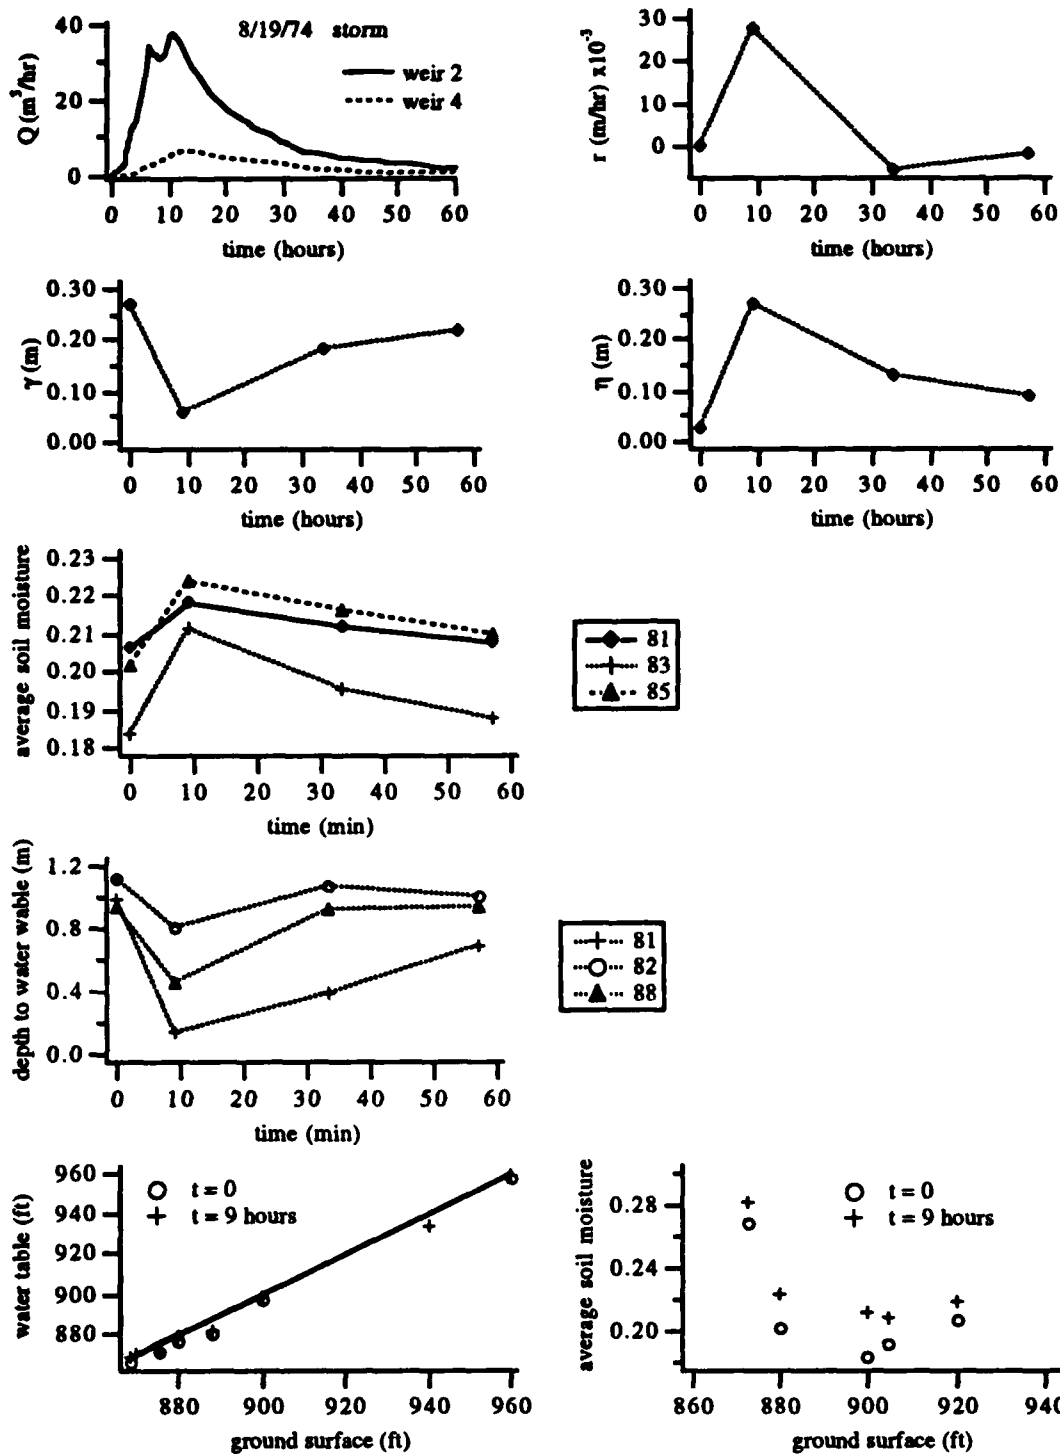 8/19/74 storm
weir 2
weir 4
Q (m³/hr)
40
20
0
0 10 20 30 40 50 60
time (hours)
r (m/hr) x10⁻³
30
20
10
0
0 10 20 30 40 50 60
time (hours)
γ (m)
0.30
0.20
0.10
0.00
0 10 20 30 40 50 60
time (hours)
η (m)
0.30
0.20
0.10
0.00
0 10 20 30 40 50 60
time (hours)
average soil moisture
0.23
0.22
0.21
0.20
0.19
0.18
0 10 20 30 40 50 60
time (min)
81
83
85
depth to water wable (m)
1.2
0.8
0.4
0.0
0 10 20 30 40 50 60
time (min)
81
82
88
water table (ft)
960
940
920
900
880
t = 0
t = 9 hours
880 900 920 940 960
ground surface (ft)
average soil moisture
0.28
0.24
0.20
t = 0
t = 9 hours
860 880 900 920 940
ground surface (ft)